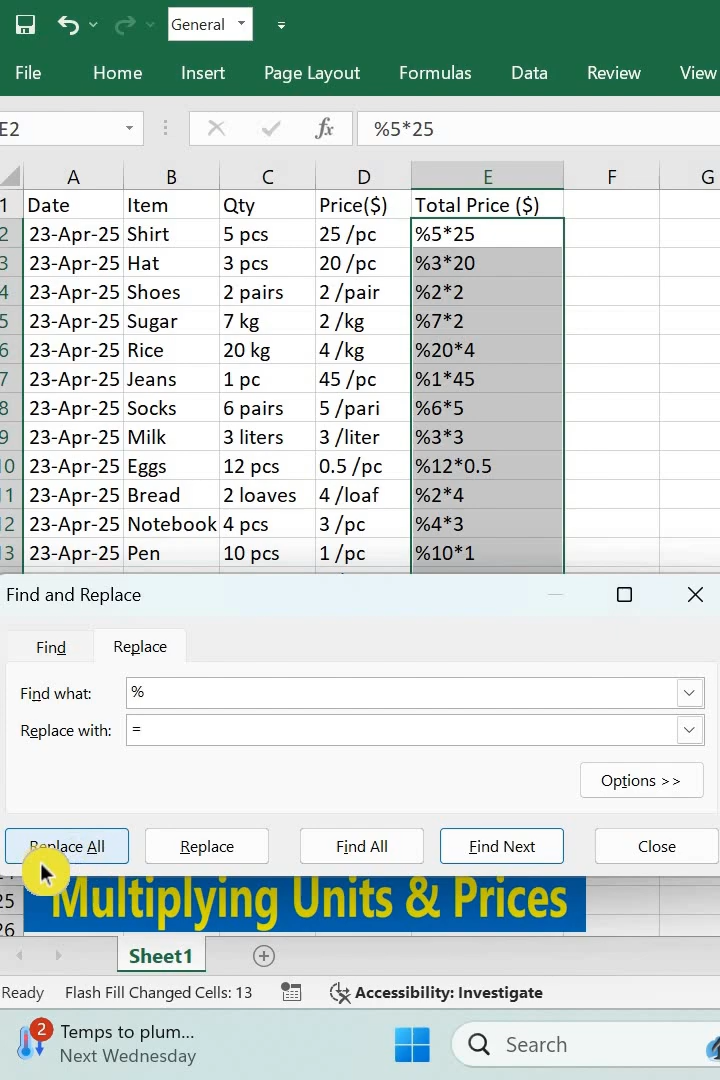 General
File Home Insert Page Layout Formulas Data Review View
E2 fx %5*25
A B C D E F G
1 Date Item Qty Price($) Total Price ($)
2 23-Apr-25 Shirt 5 pcs 25 /pc %5*25
3 23-Apr-25 Hat 3 pcs 20 /pc %3*20
4 23-Apr-25 Shoes 2 pairs 2 /pair %2*2
5 23-Apr-25 Sugar 7 kg 2 /kg %7*2
6 23-Apr-25 Rice 20 kg 4 /kg %20*4
7 23-Apr-25 Jeans 1 pc 45 /pc %1*45
8 23-Apr-25 Socks 6 pairs 5 /pari %6*5
9 23-Apr-25 Milk 3 liters 3 /liter %3*3
10 23-Apr-25 Eggs 12 pcs 0.5 /pc %12*0.5
11 23-Apr-25 Bread 2 loaves 4 /loaf %2*4
12 23-Apr-25 Notebook 4 pcs 3 /pc %4*3
13 23-Apr-25 Pen 10 pcs 1 /pc %10*1
Find and Replace
Find Replace
Find what: %
Replace with: =
Options >>
Replace All Replace Find All Find Next Close
25 Multiplying Units & Prices
26
Sheet1
Ready Flash Fill Changed Cells: 13 Accessibility: Investigate
2 Temps to plum...
Next Wednesday
Search